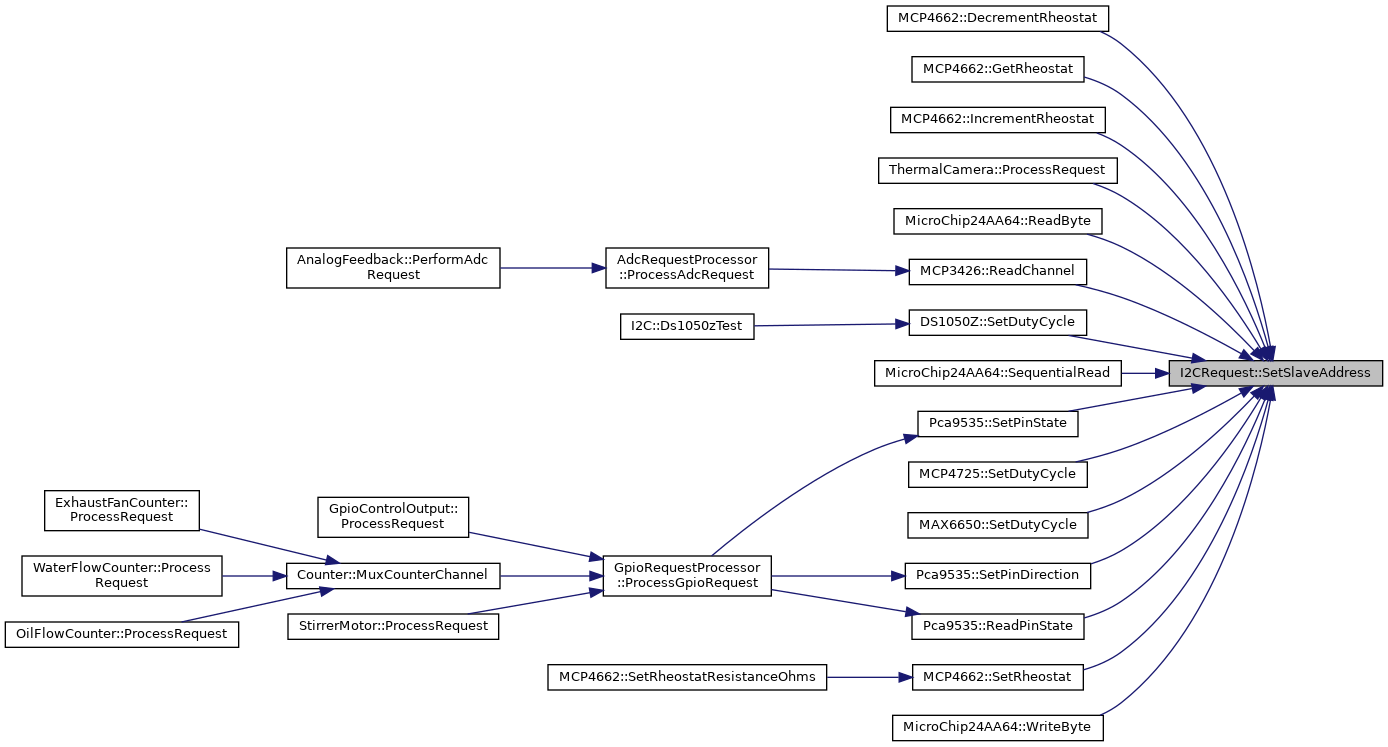 MCP4662::DecrementRheostat
MCP4662::GetRheostat
MCP4662::IncrementRheostat
ThermalCamera::ProcessRequest
MicroChip24AA64::ReadByte
AnalogFeedback::PerformAdc
Request
AdcRequestProcessor
::ProcessAdcRequest
MCP3426::ReadChannel
I2C::Ds1050zTest
DS1050Z::SetDutyCycle
MicroChip24AA64::SequentialRead
I2CRequest::SetSlaveAddress
Pca9535::SetPinState
MCP4725::SetDutyCycle
ExhaustFanCounter::
ProcessRequest
GpioControlOutput::
ProcessRequest
MAX6650::SetDutyCycle
WaterFlowCounter::Process
Request
Counter::MuxCounterChannel
GpioRequestProcessor
::ProcessGpioRequest
Pca9535::SetPinDirection
OilFlowCounter::ProcessRequest
StirrerMotor::ProcessRequest
Pca9535::ReadPinState
MCP4662::SetRheostatResistanceOhms
MCP4662::SetRheostat
MicroChip24AA64::WriteByte